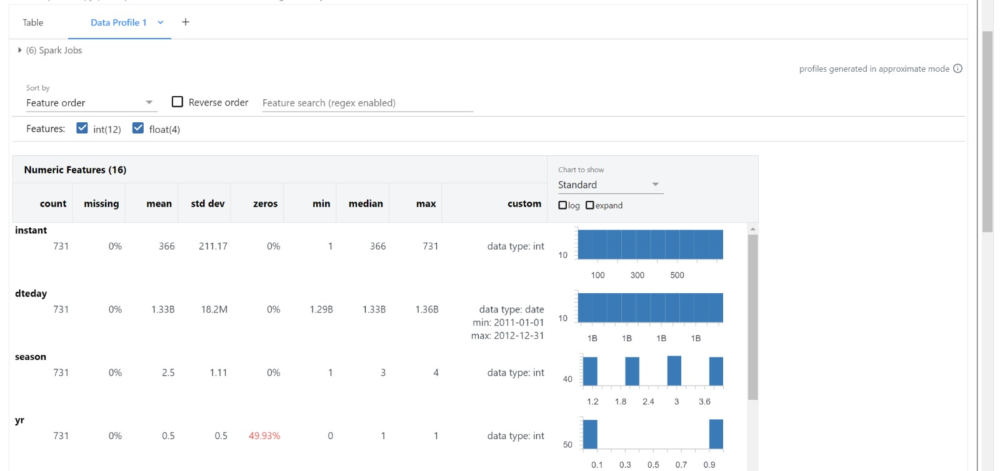 Table Data Profile 1 +
(6) Spark Jobs
profiles generated in approximate mode
Sort by
Feature order Reverse order Feature search (regex enabled)
Features: int(12) float(4)
Numeric Features (16)
Chart to show
Standard
count missing mean std dev zeros min median max custom
log expand
instant
731 0% 366 211.17 0% 1 366 731 data type: int
10
100 300 500
dteday
731 0% 1.33B 18.2M 0% 1.29B 1.33B 1.36B data type: date
min: 2011-01-01
max: 2012-12-31
10
1B 1B 1B 1B
season
731 0% 2.5 1.11 0% 1 3 4 data type: int
40
1.2 1.8 2.4 3 3.6
yr
731 0% 0.5 0.5 49.93% 0 1 1 data type: int
50
0.1 0.3 0.5 0.7 0.9